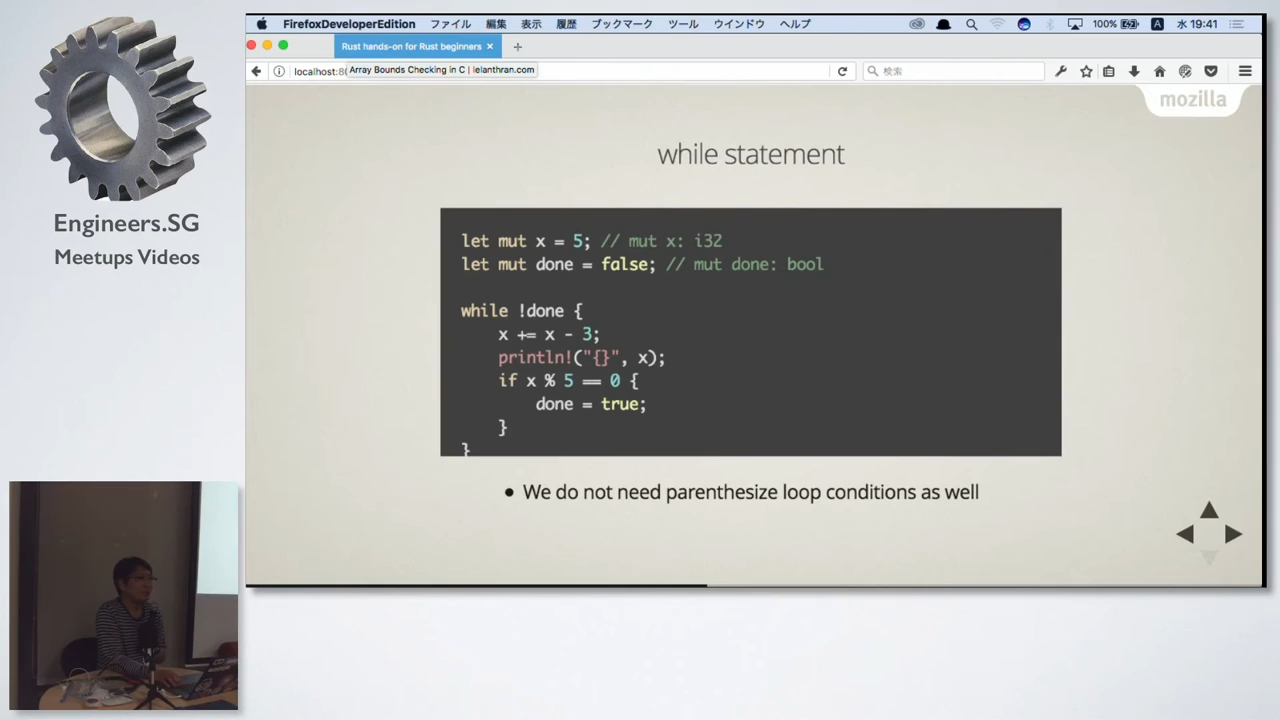 FirefoxDeveloperEdition ファイル 編集 表示 履歴 ブックマーク ツール ウインドウ ヘルプ 100% A 水 19:41
Rust hands-on for Rust beginners × +
localhost:8 Array Bounds Checking in C | lelanthran.com 検索
mozilla
Engineers.SG
Meetups Videos
while statement
let mut x = 5; // mut x: i32
let mut done = false; // mut done: bool
while !done {
x += x - 3;
println!("{}", x);
if x % 5 == 0 {
done = true;
}
}
• We do not need parenthesize loop conditions as well